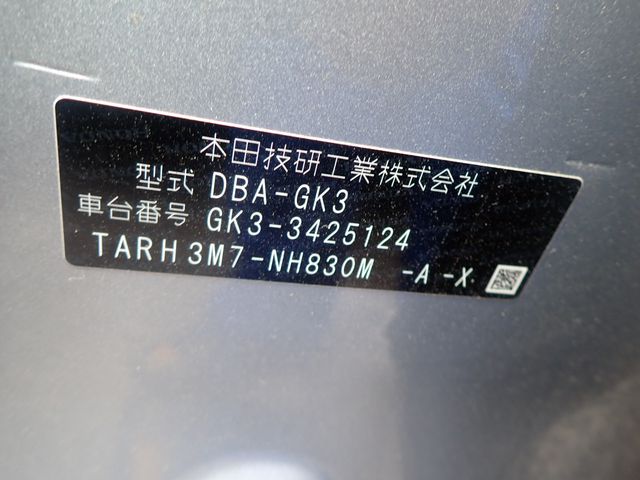 本田技研工業株式会社
型式 DBA-GK3
車台番号 GK3-3425124
TARH3M7-NH830M -A -X